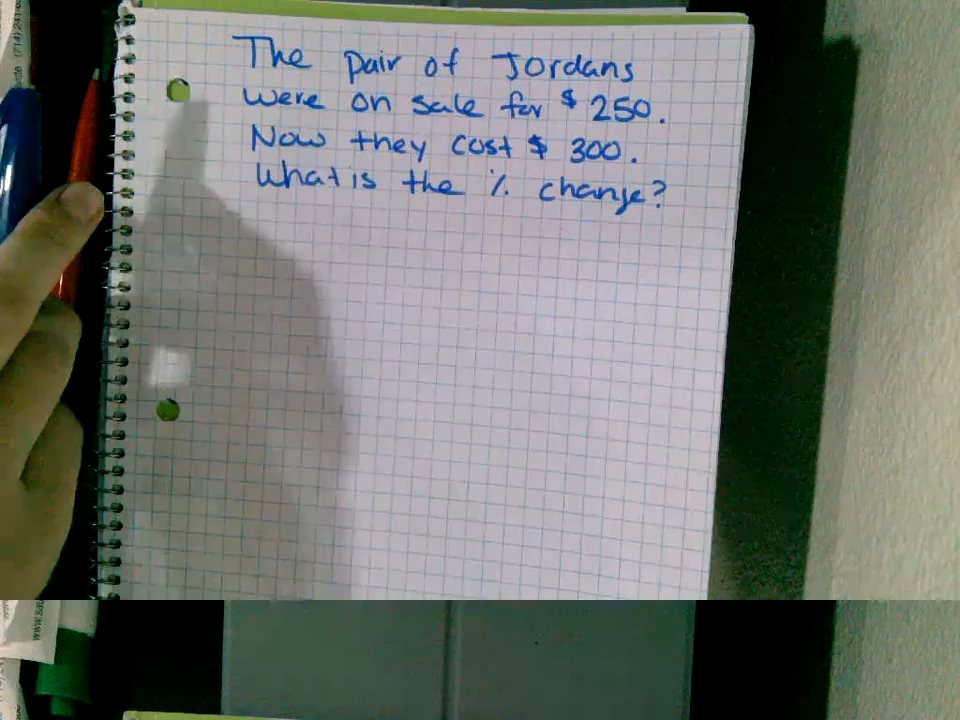 The pair of Jordans
were on sale for $ 250.
Now they cost $ 300.
What is the % change?